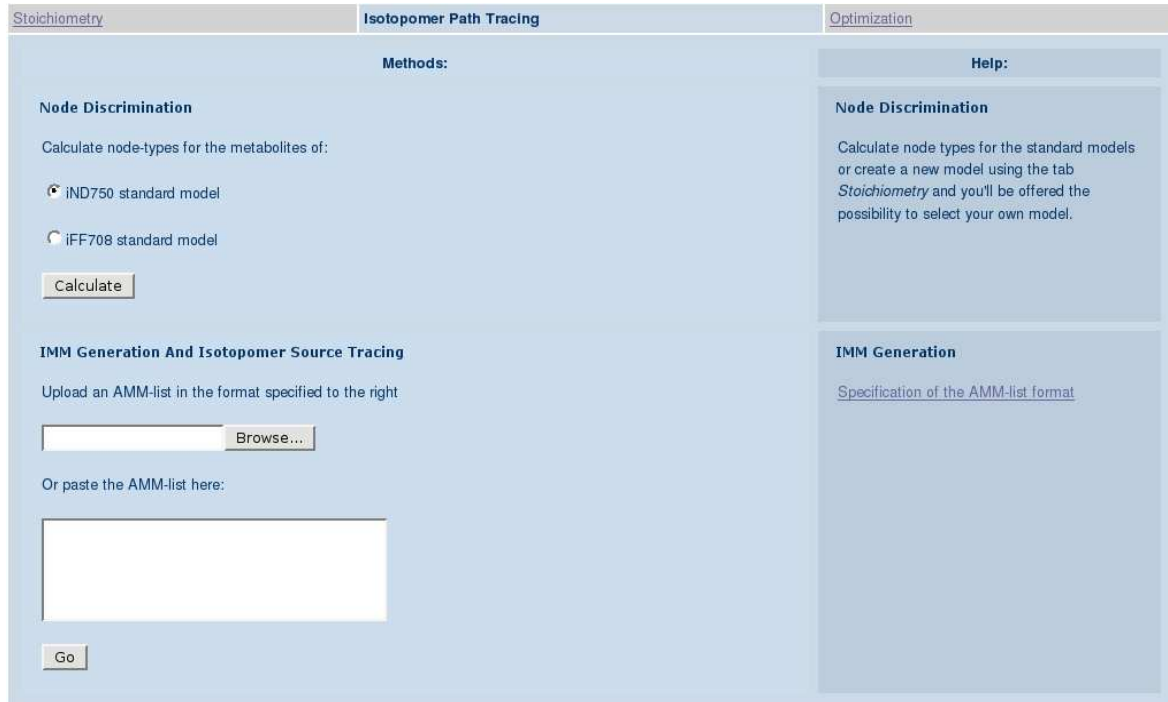 Stoichiometry
Isotopomer Path Tracing
Optimization
Methods:
Help:
Node Discrimination
Calculate node-types for the metabolites of:
iND750 standard model
iFF708 standard model
Calculate
Node Discrimination
Calculate node types for the standard models
or create a new model using the tab
Stoichiometry and you'll be offered the
possibility to select your own model.
IMM Generation And Isotopomer Source Tracing
Upload an AMM-list in the format specified to the right
Browse...
Or paste the AMM-list here:
Go
IMM Generation
Specification of the AMM-list format